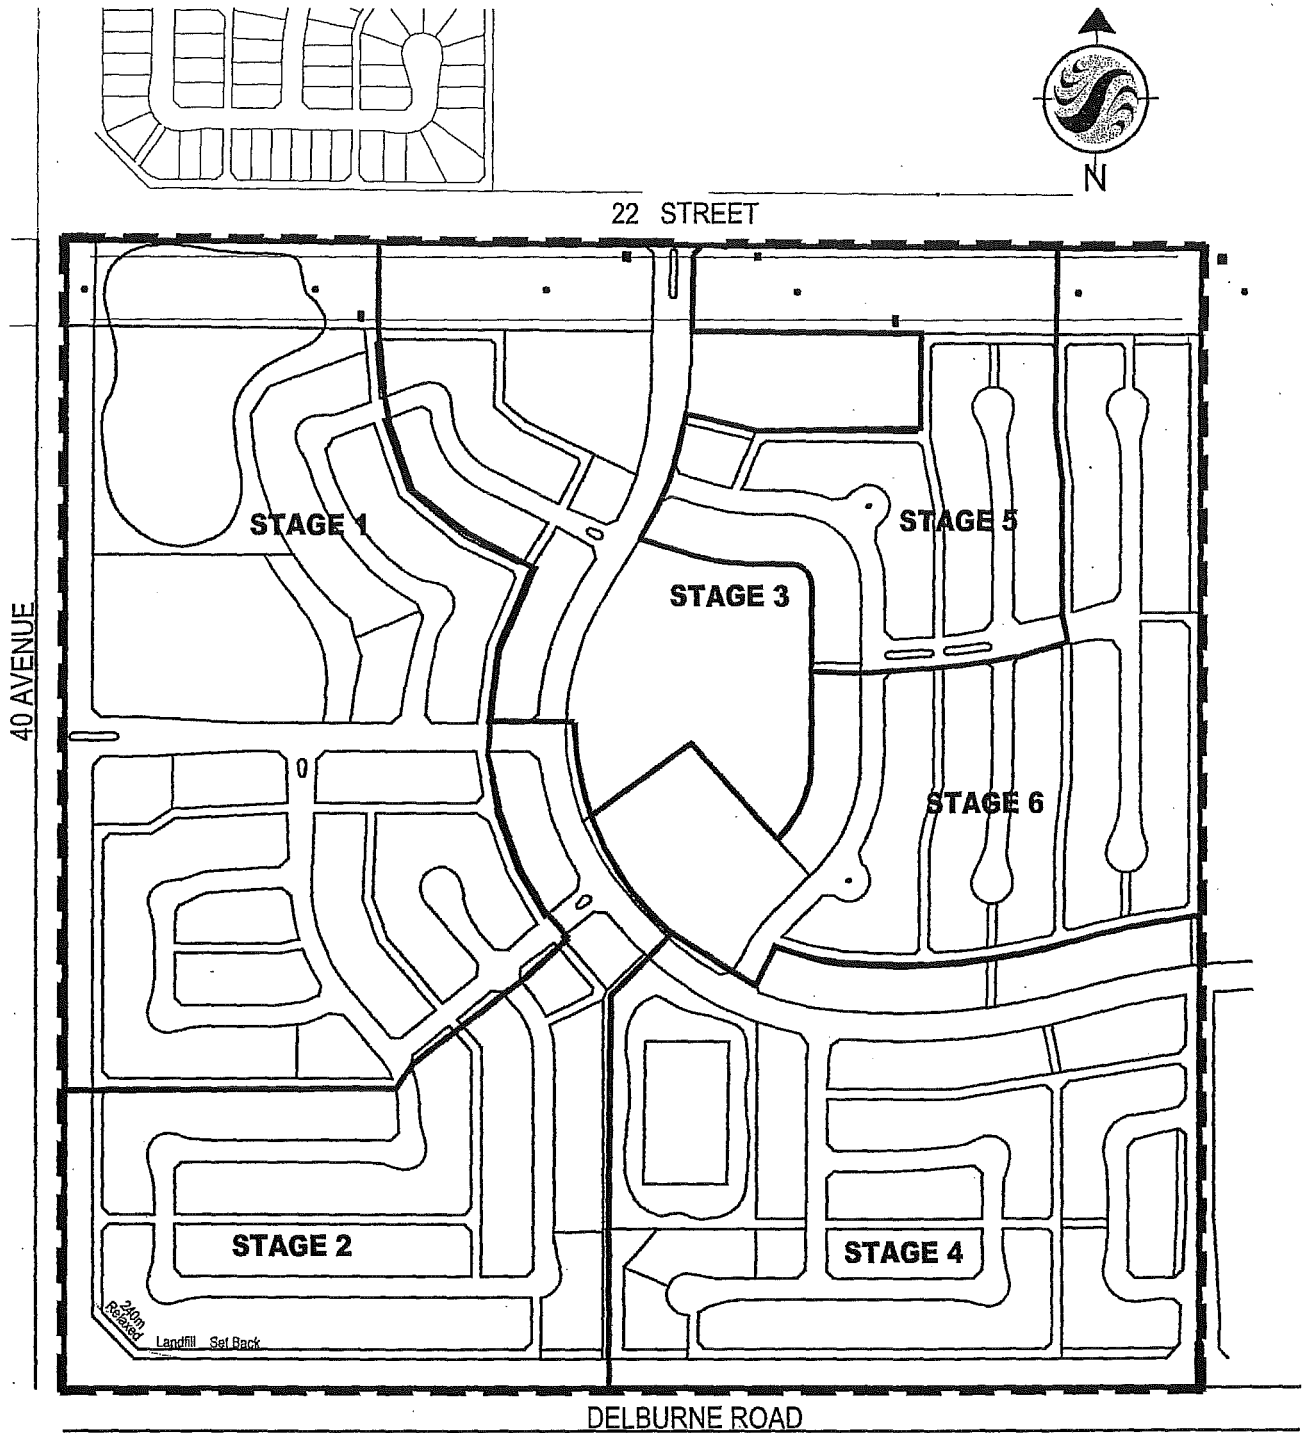 N
22 STREET
STAGE 1
STAGE 5
STAGE 3
40 AVENUE
STAGE 6
STAGE 2
STAGE 4
240m
Relaxed
Landfill Set Back
DELBURNE ROAD